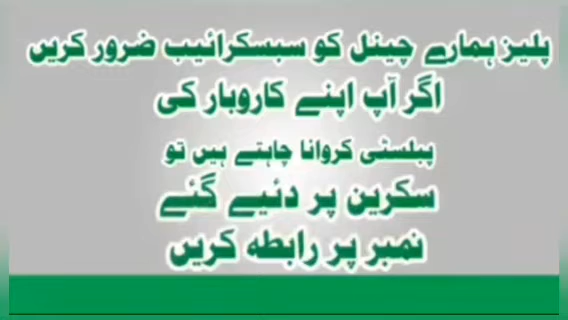 پلیز ہمارے چینل کو سبسکرائیب ضرور کریں
اگر آپ اپنے کاروبار کی
پبلسٹی کروانا چاہتے ہیں تو
سکرین پر دئیے گئے
نمبر پر رابطہ کریں